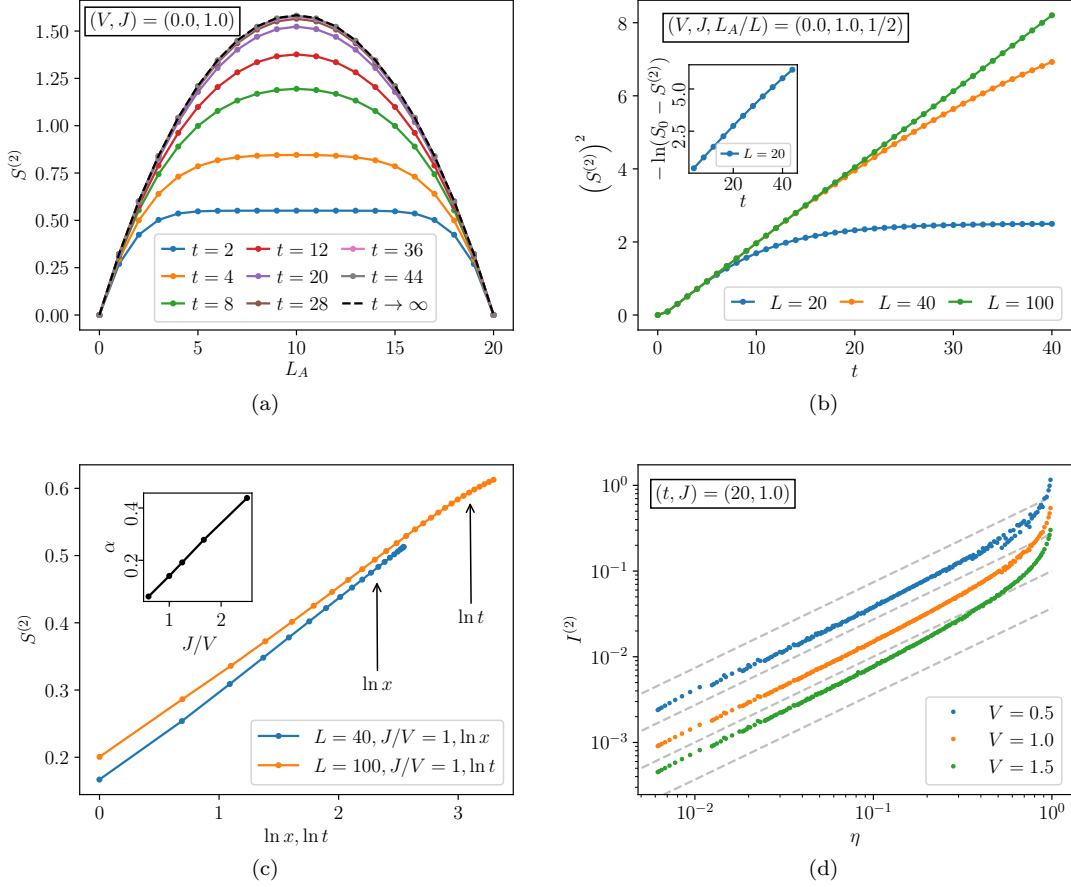 (V, J) = (0.0, 1.0)
S^{(2)}
1.50
1.25
1.00
0.75
0.50
0.25
0.00
t = 2
t = 4
t = 8
t = 12
t = 20
t = 28
t = 36
t = 44
t → ∞
0 5 10 15 20
L_A
(a)
(V, J, L_A/L) = (0.0, 1.0, 1/2)
(S^{(2)})^2
8
6
4
2
0
− ln(S_0 − S^{(2)})
5.0
2.5
L = 20
20 40
t
L = 20 L = 40 L = 100
0 10 20 30 40
t
(b)
S^{(2)}
0.6
0.5
0.4
0.3
0.2
α
0.4
0.2
1 2
J/V
ln t
ln x
L = 40, J/V = 1, ln x
L = 100, J/V = 1, ln t
0 1 2 3
ln x, ln t
(c)
(t, J) = (20, 1.0)
I^{(2)}
10^0
10^{−1}
10^{−2}
10^{−3}
V = 0.5
V = 1.0
V = 1.5
10^{−2} 10^{−1} 10^0
η
(d)